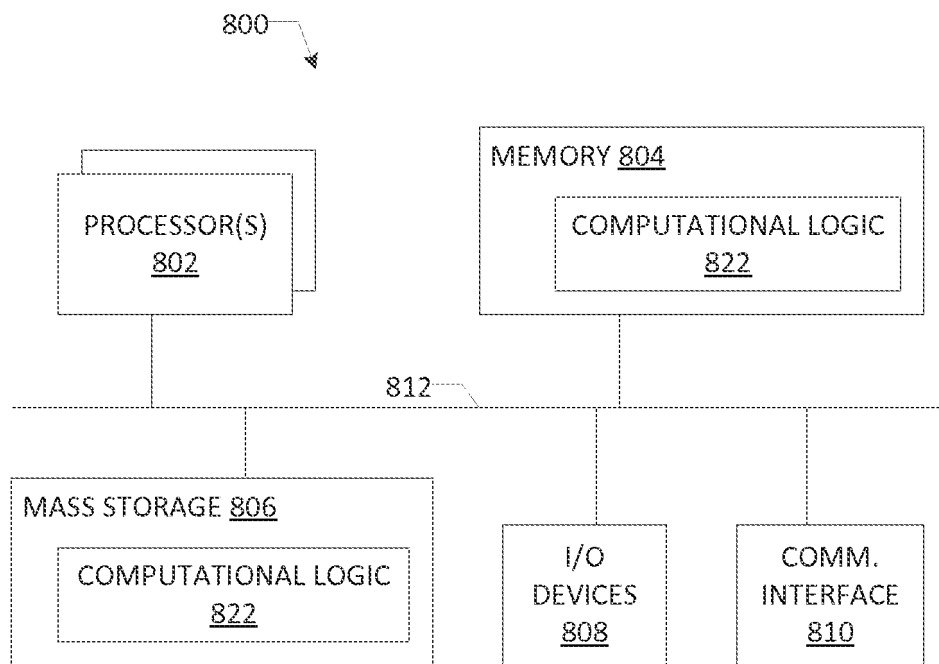 800
PROCESSOR(S)
802
MEMORY 804
COMPUTATIONAL LOGIC
822
812
MASS STORAGE 806
COMPUTATIONAL LOGIC
822
I/O
DEVICES
808
COMM.
INTERFACE
810